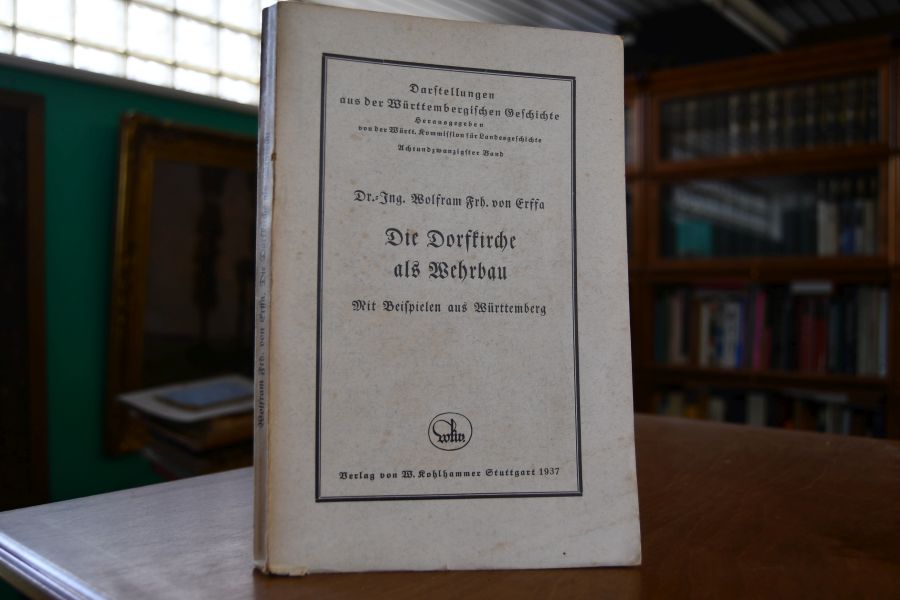 Darstellungen
aus der Württembergischen Geschichte
Herausgegeben
von der Württ. Kommission für Landesgeschichte
Achtundzwanzigster Band
Dr.-Ing. Wolfram Frh. von Erffa
Die Dorfkirche
als Wehrbau
Mit Beispielen aus Württemberg
Verlag von W. Kohlhammer Stuttgart 1937
Wolfram Frh. von Erffa, Die